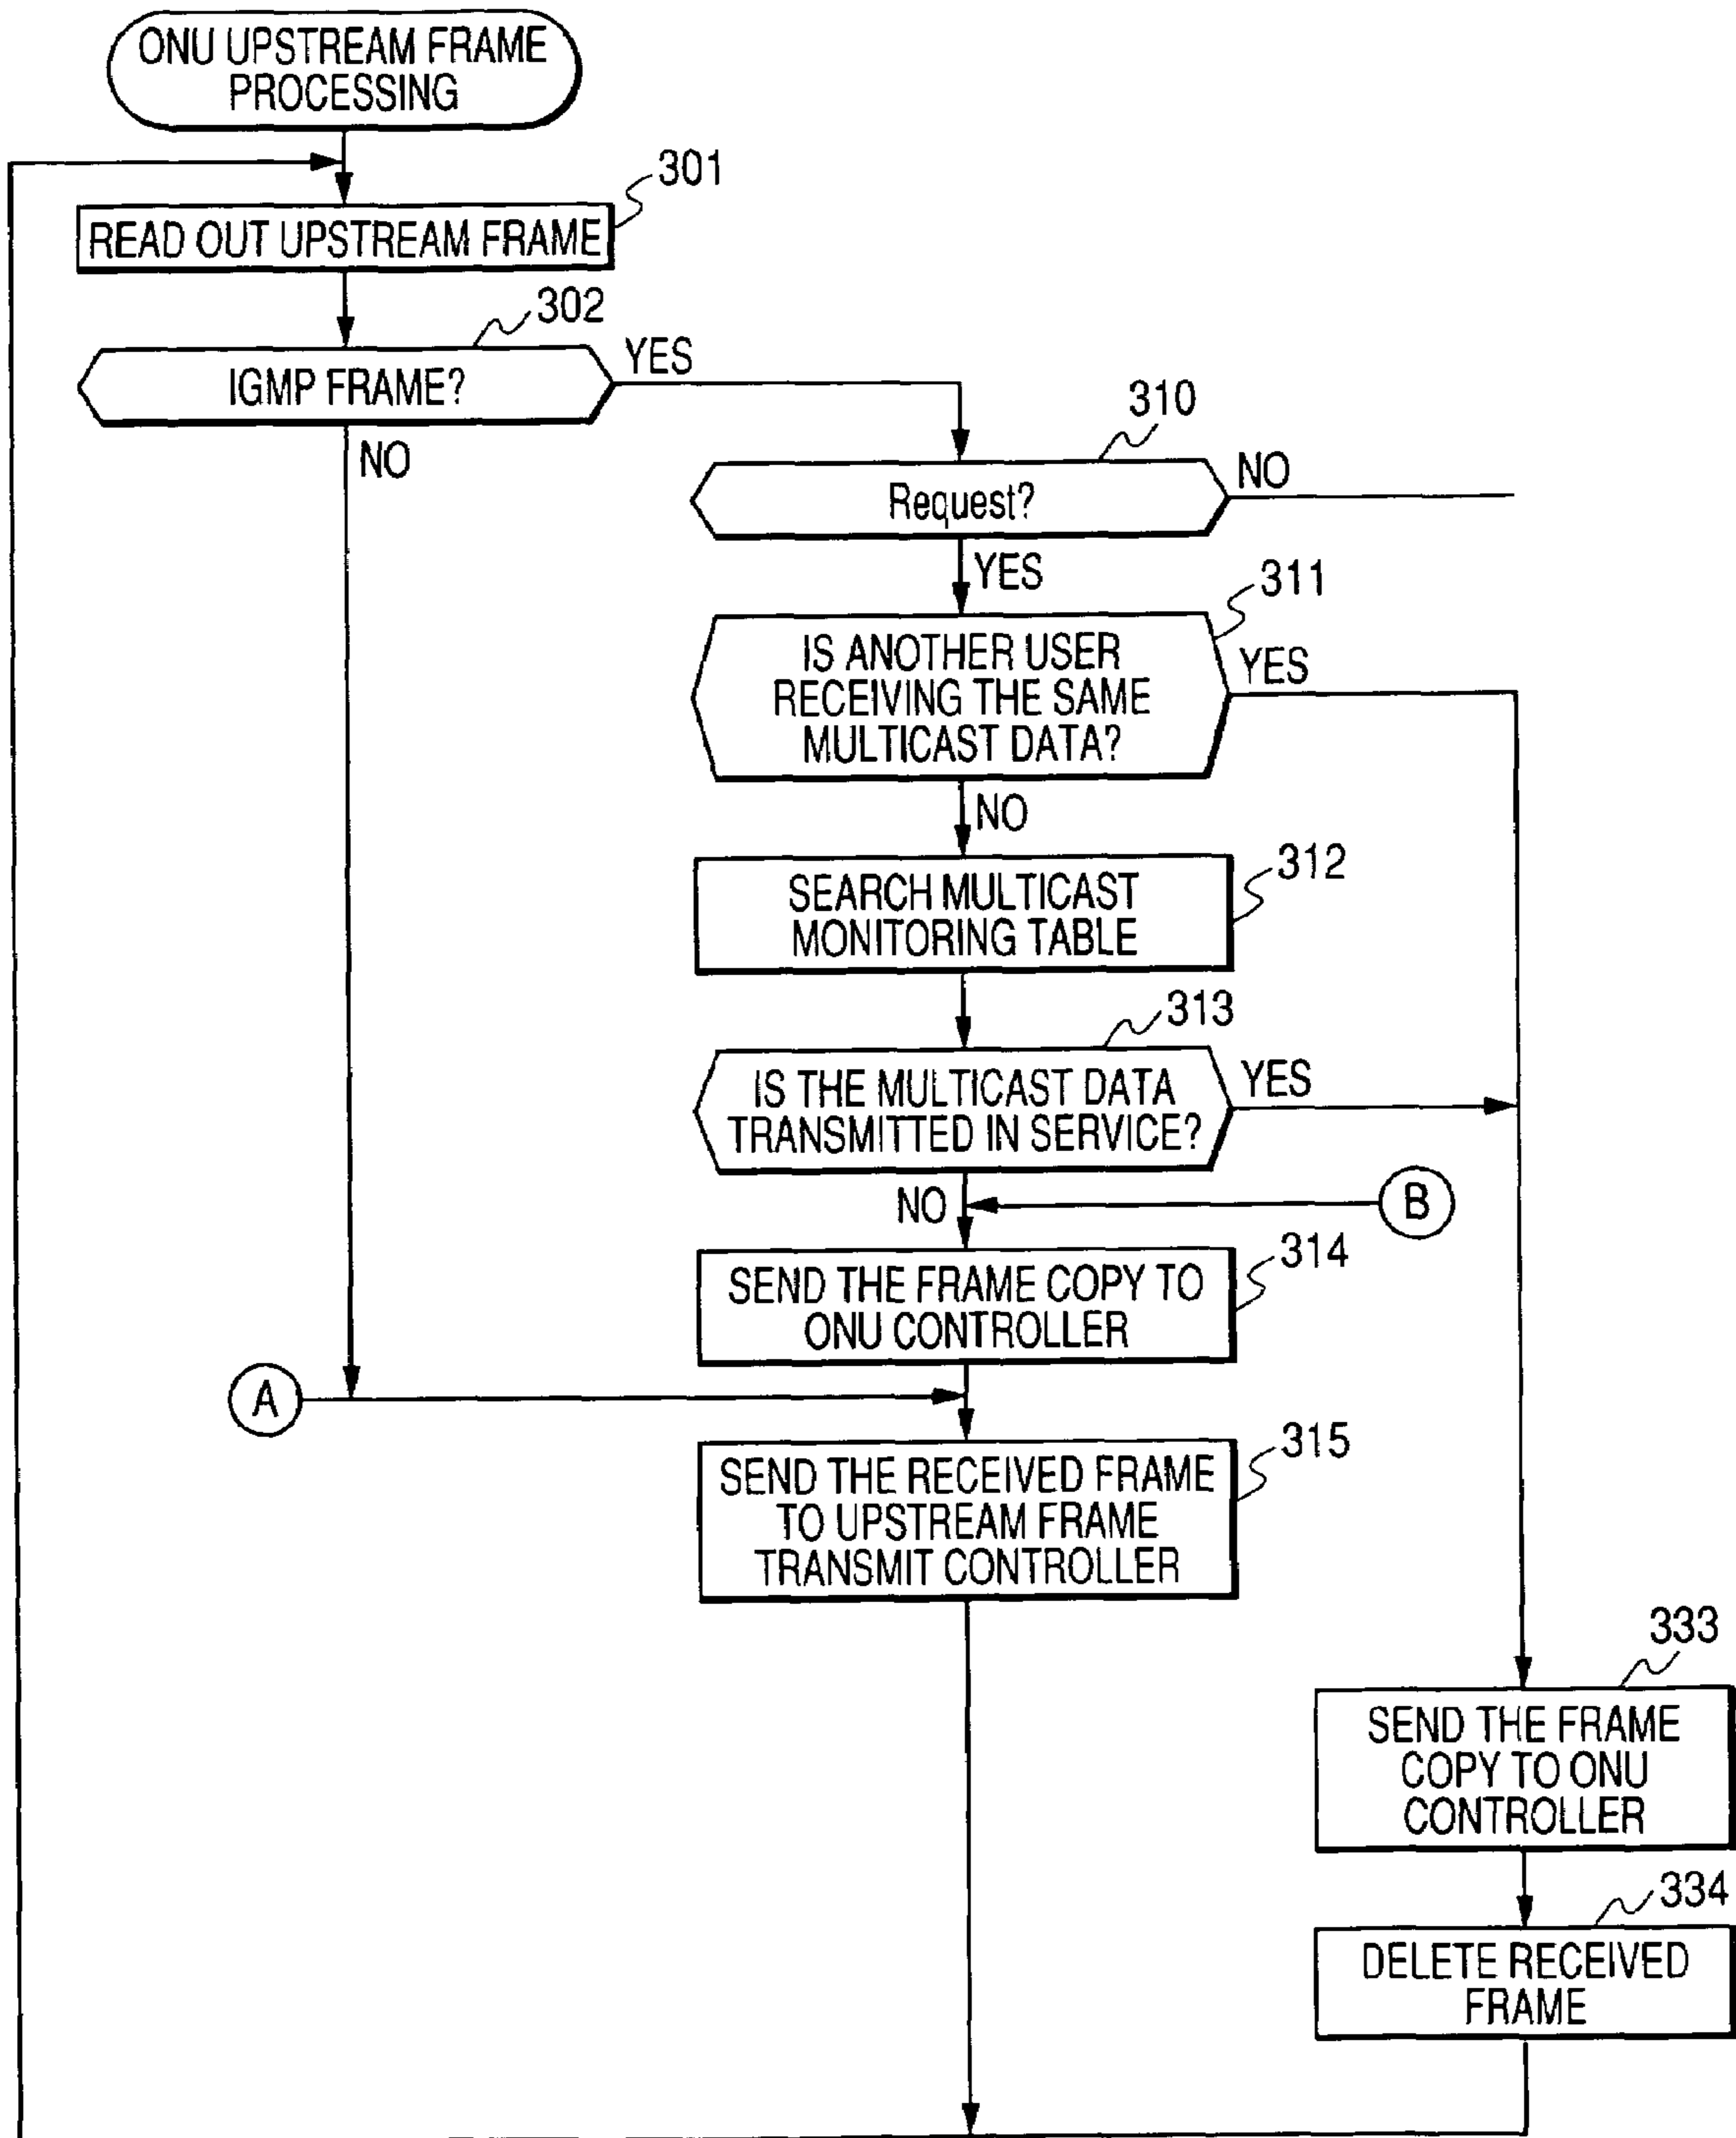 ONU UPSTREAM FRAME
PROCESSING
301
READ OUT UPSTREAM FRAME
302
IGMP FRAME?
YES
NO
310
Request?
NO
YES
311
IS ANOTHER USER
RECEIVING THE SAME
MULTICAST DATA?
YES
NO
312
SEARCH MULTICAST
MONITORING TABLE
313
IS THE MULTICAST DATA
TRANSMITTED IN SERVICE?
YES
NO
B
314
SEND THE FRAME COPY TO
ONU CONTROLLER
A
315
SEND THE RECEIVED FRAME
TO UPSTREAM FRAME
TRANSMIT CONTROLLER
333
SEND THE FRAME
COPY TO ONU
CONTROLLER
334
DELETE RECEIVED
FRAME